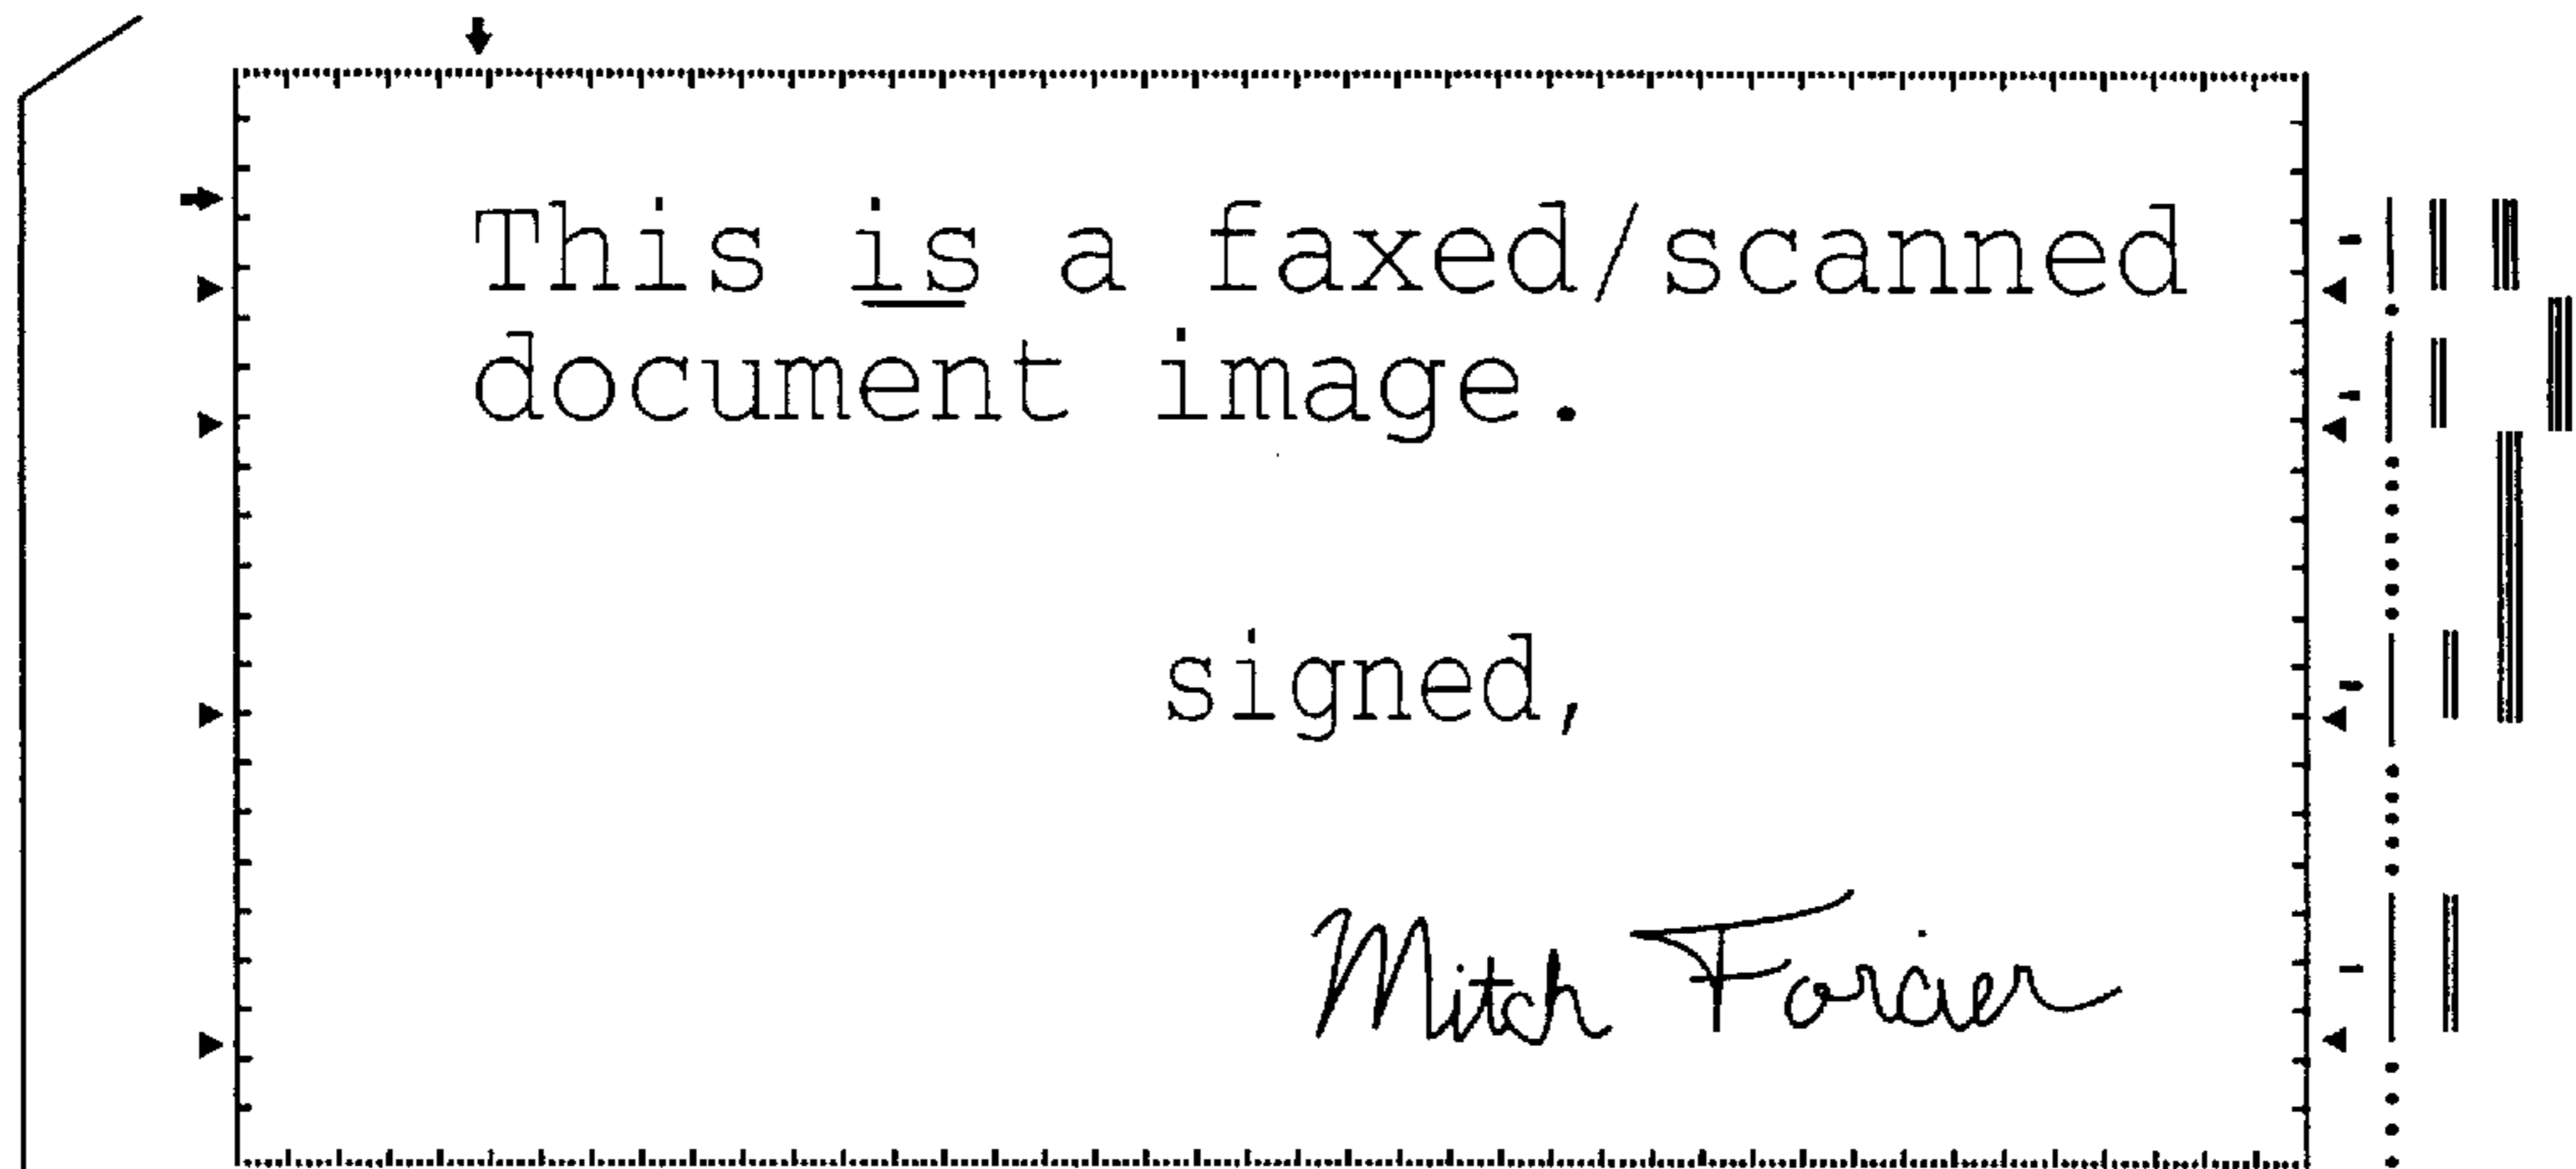 This is a faxed/scanned
document image.
signed,
Mitch Forcier